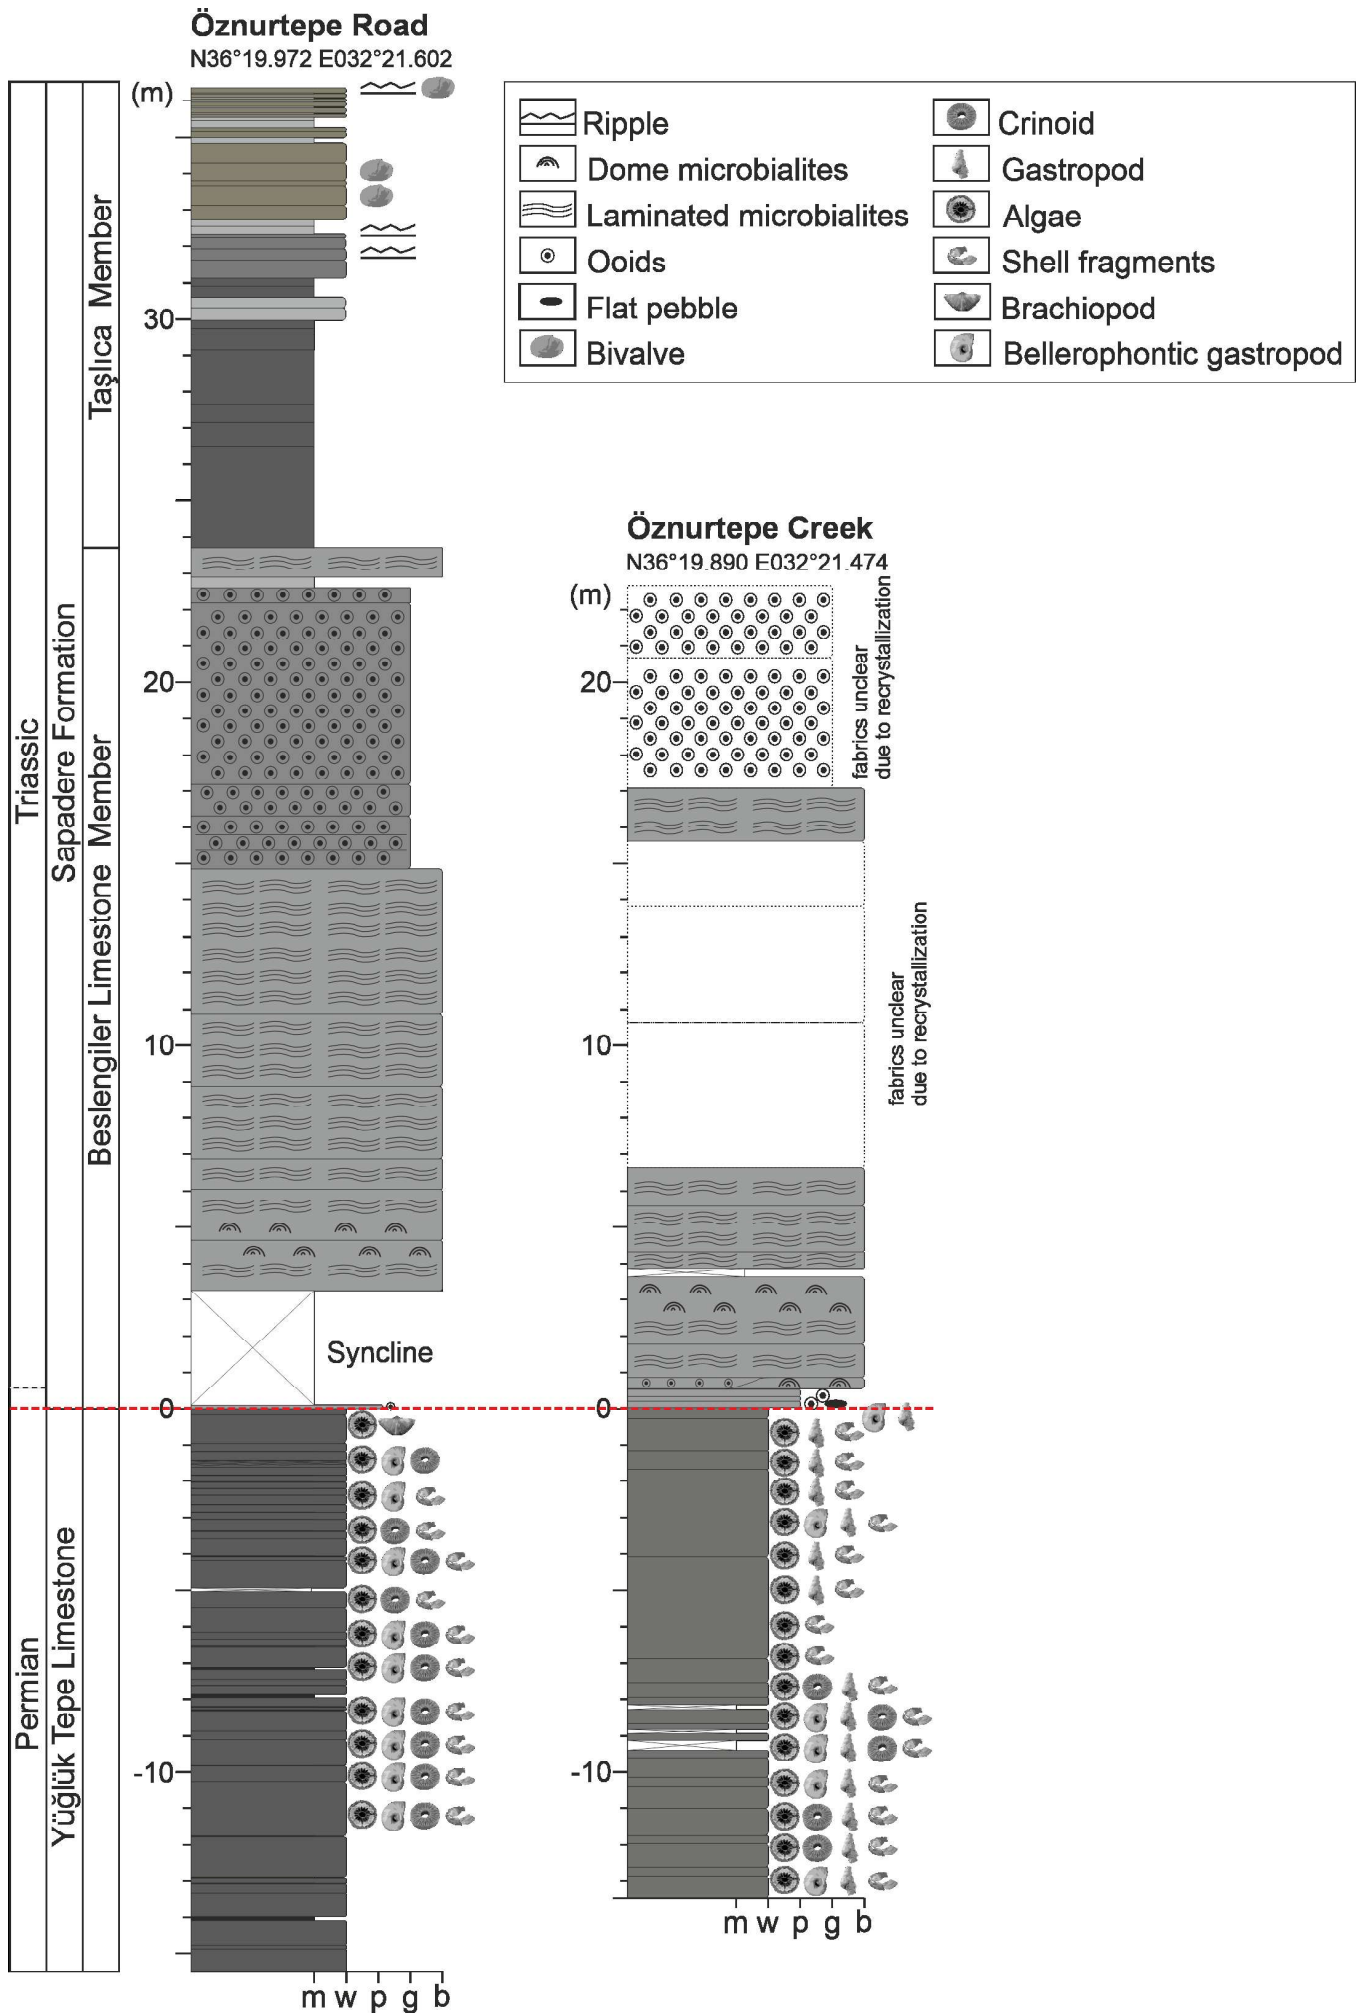 Öznurtepe Road
N36°19.972 E032°21.602
(m)
Ripple
Dome microbialites
Laminated microbialites
Ooids
Flat pebble
Bivalve
Crinoid
Gastropod
Algae
Shell fragments
Brachiopod
Bellerophontic gastropod
Triassic
Permian
Sapadere Formation
Yüğlük Tepe Limestone
Taşlıca Member
Beslengiler Limestone Member
30
20
10
0
-10
Syncline
m w p g b
Öznurtepe Creek
N36°19.890 E032°21.474
(m)
20
10
0
-10
fabrics unclear
due to recrystallization
fabrics unclear
due to recrystallization
m w p g b